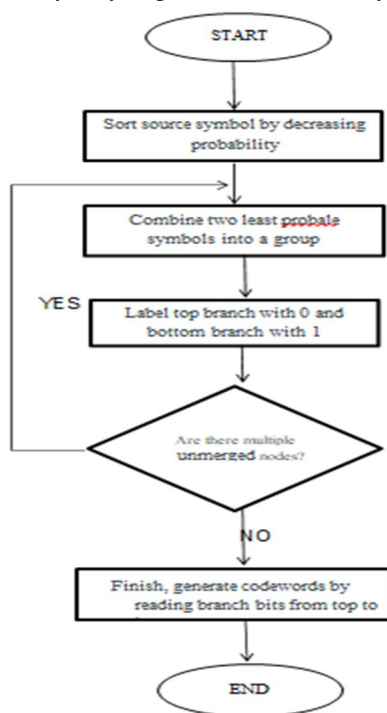 START
Sort source symbol by decreasing
probability
Combine two least probale
symbols into a group
YES
Label top branch with 0 and
bottom branch with 1
Are there multiple
unmerged nodes?
NO
Finish, generate codewords by
reading branch bits from top to
END